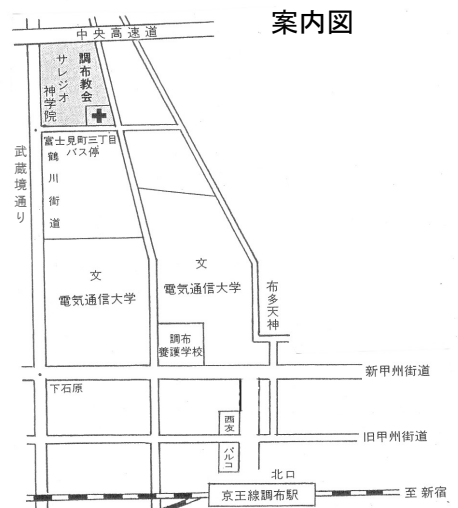 案内図
中央高速道
調布教会
サレジオ
神学院
富士見町三丁目
バス停
鶴川街道
武蔵境通り
文
電気通信大学
文
電気通信大学
布多天神
調布
養護学校
新甲州街道
下石原
西友
旧甲州街道
パルコ
北口
京王線調布駅
至 新宿